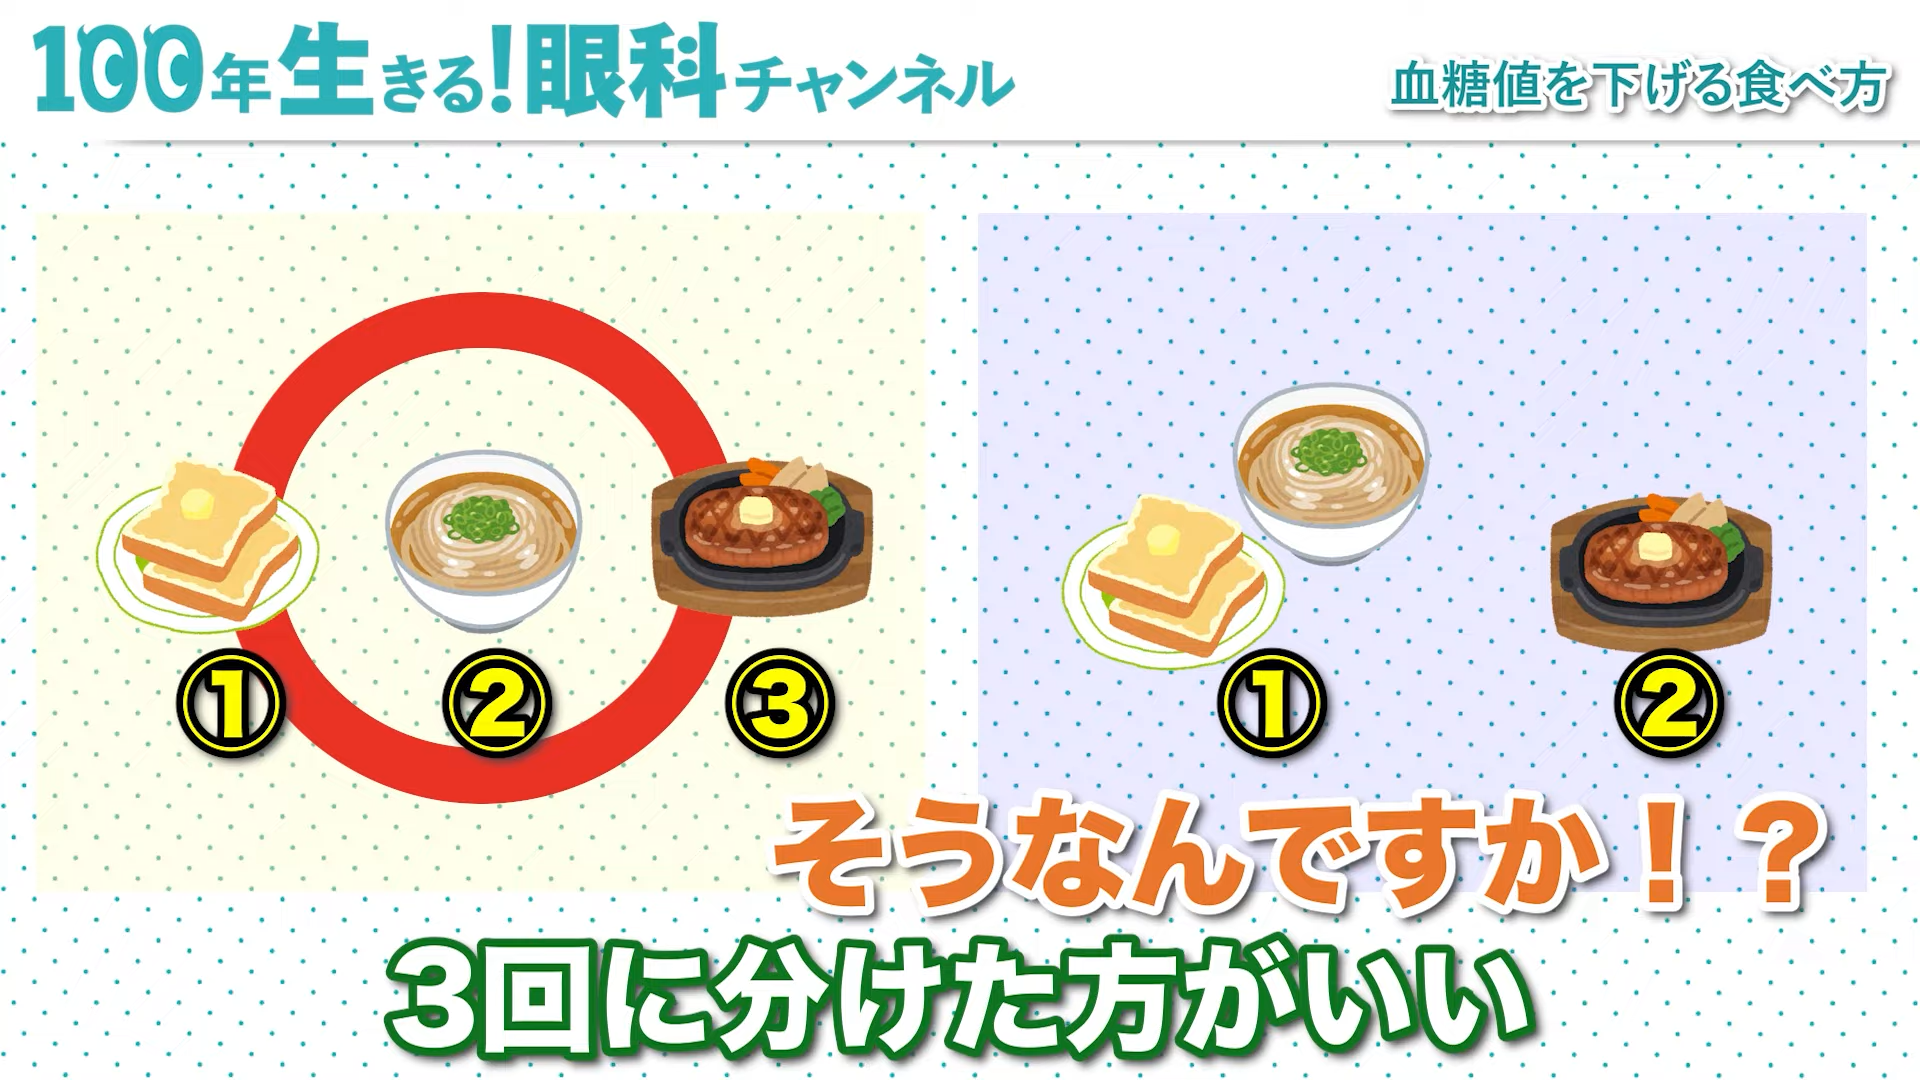 100年生きる!眼科チャンネル
血糖値を下げる食べ方
① ② ③
① ②
そうなんですか！？
3回に分けた方がいい